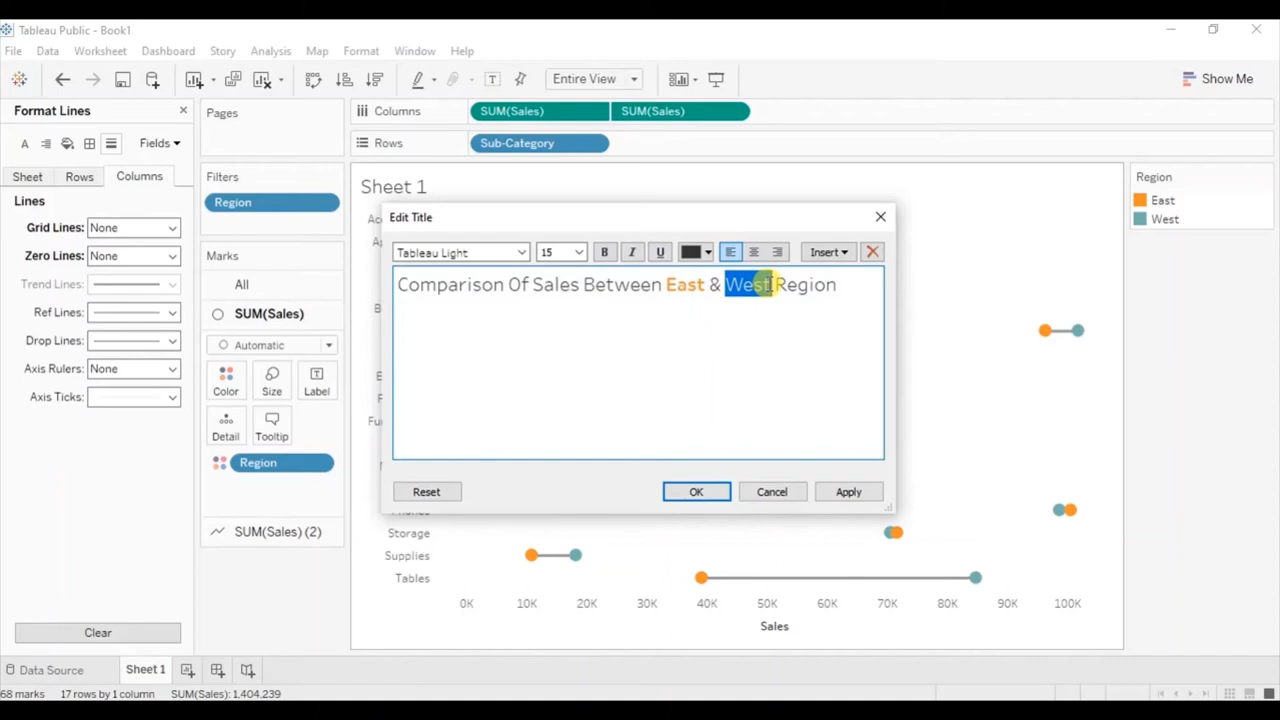 Tableau Public - Book1
File Data Worksheet Dashboard Story Analysis Map Format Window Help
Entire View
Show Me
Format Lines
Fields
Sheet Rows Columns
Lines
Grid Lines: None
Zero Lines: None
Trend Lines:
Ref Lines:
Drop Lines:
Axis Rulers: None
Axis Ticks:
Clear
Pages
Filters
Region
Marks
All
SUM(Sales)
Automatic
Color Size Label
Detail Tooltip
Region
SUM(Sales) (2)
Columns SUM(Sales) SUM(Sales)
Rows Sub-Category
Sheet 1
Edit Title
Tableau Light 15 B I U Insert
Comparison Of Sales Between East & West Region
Reset OK Cancel Apply
Storage
Supplies
Tables
0K 10K 20K 30K 40K 50K 60K 70K 80K 90K 100K
Sales
Region
East
West
Data Source Sheet 1
68 marks 17 rows by 1 column SUM(Sales): 1,404,239